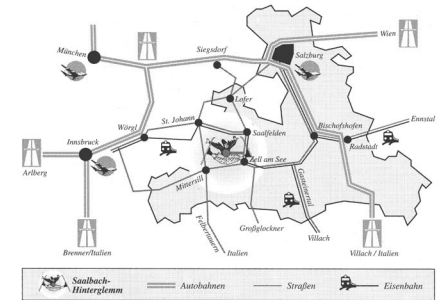 Wien
München
Siegsdorf
Salzburg
Lofer
St. Johann
Wörgl
Saalfelden
Bischofshofen
Ennstal
Radstadt
Innsbruck
Zell am See
Arlberg
Mittersill
Gasteinertal
Felbertauern
Großglockner
Brenner/Italien
Italien
Villach
Villach / Italien
Saalbach-
Hinterglemm
Autobahnen
Straßen
Eisenbahn